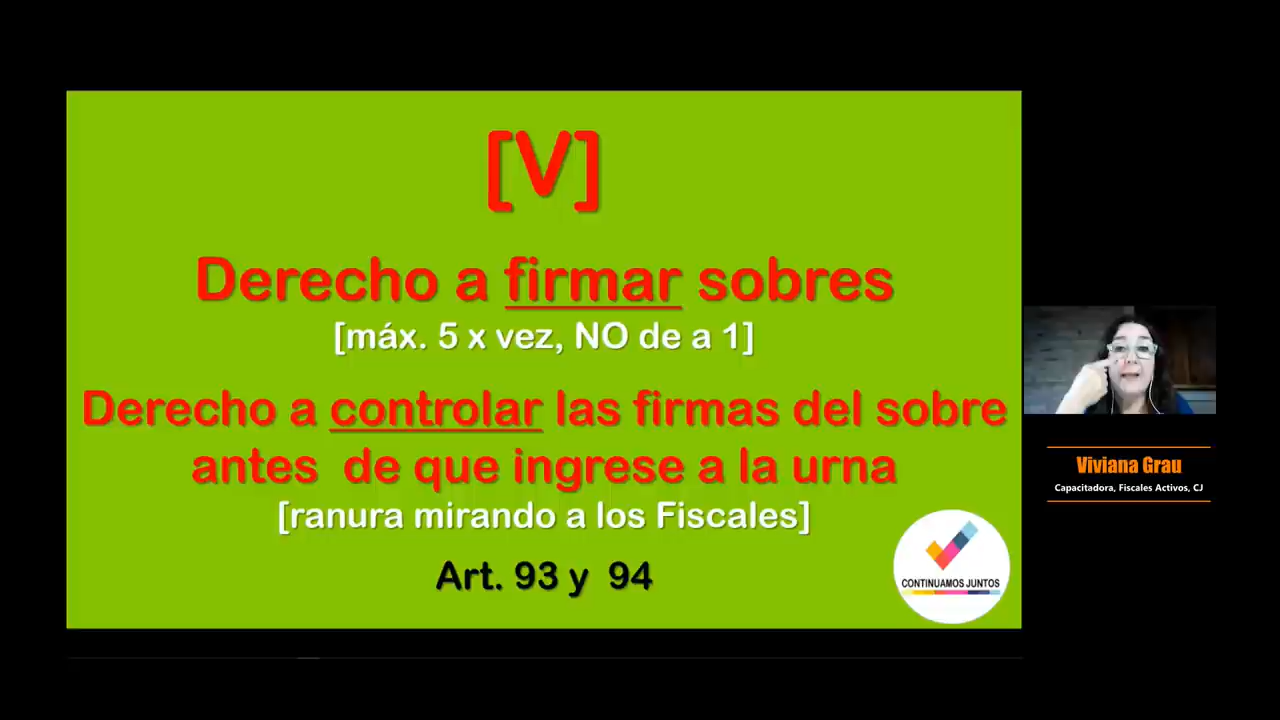 [V]
Derecho a firmar sobres
[máx. 5 x vez, NO de a 1]
Derecho a controlar las firmas del sobre
antes de que ingrese a la urna
[ranura mirando a los Fiscales]
Art. 93 y 94
CONTINUAMOS JUNTOS
Viviana Grau
Capacitadora, Fiscales Activos, CJ